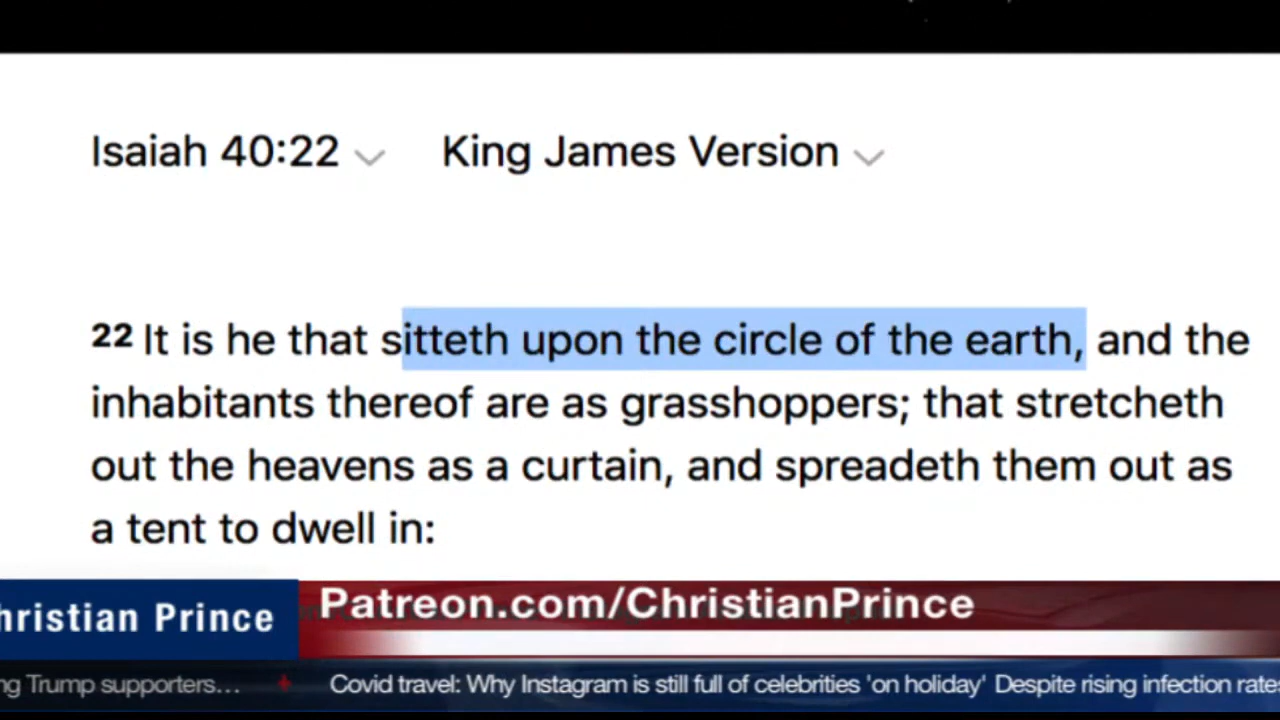 Isaiah 40:22 King James Version
22 It is he that sitteth upon the circle of the earth, and the
inhabitants thereof are as grasshoppers; that stretcheth
out the heavens as a curtain, and spreadeth them out as
a tent to dwell in:
hristian Prince Patreon.com/ChristianPrince
ng Trump supporters... Covid travel: Why Instagram is still full of celebrities 'on holiday' Despite rising infection rate